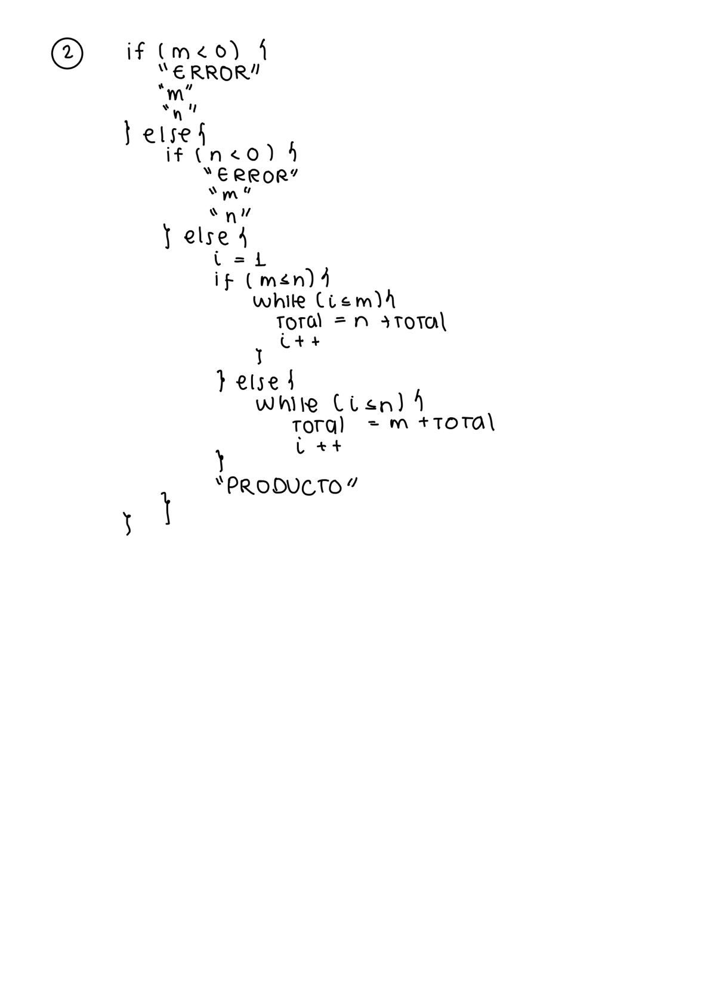 2 if (m < 0) {
"ERROR"
"m"
"n"
} else {
if (n < 0) {
"ERROR"
"m"
"n"
} else {
i = 1
if (m ≤ n) {
while (i ≤ m) {
TOTal = n + TOTal
i++
}
} else {
while (i ≤ n) {
TOTal = m + TOTal
i ++
}
"PRODUCTO"
}
}